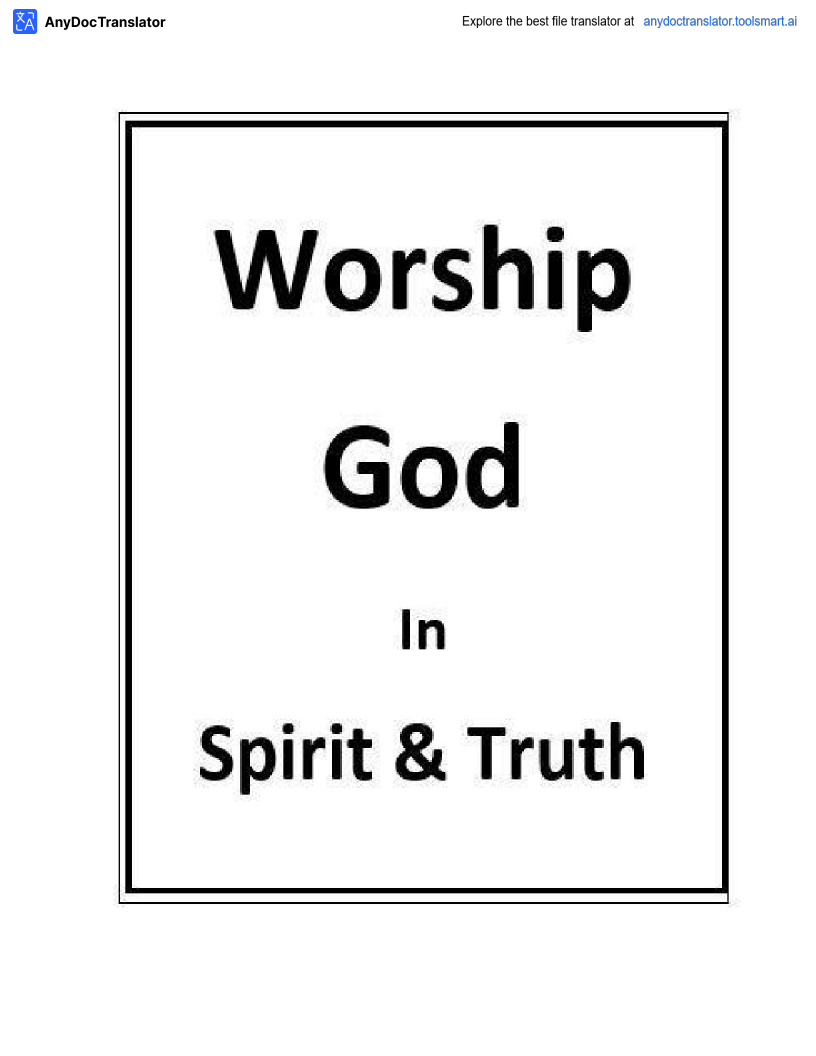 AnyDocTranslator
Explore the best file translator at anydoctranslator.toolsmart.ai
Worship
God
In
Spirit & Truth